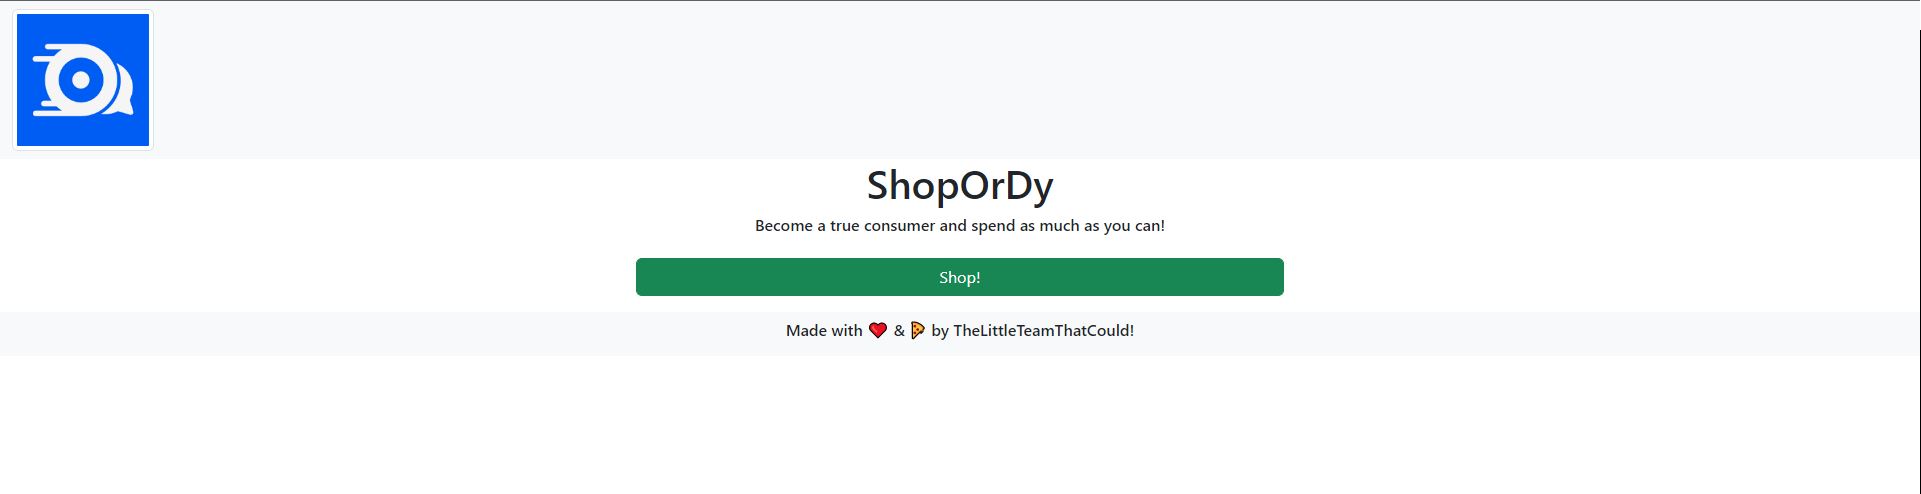 ShopOrDy
Become a true consumer and spend as much as you can!
Shop!
Made with ❤️ & 🍕 by TheLittleTeamThatCould!